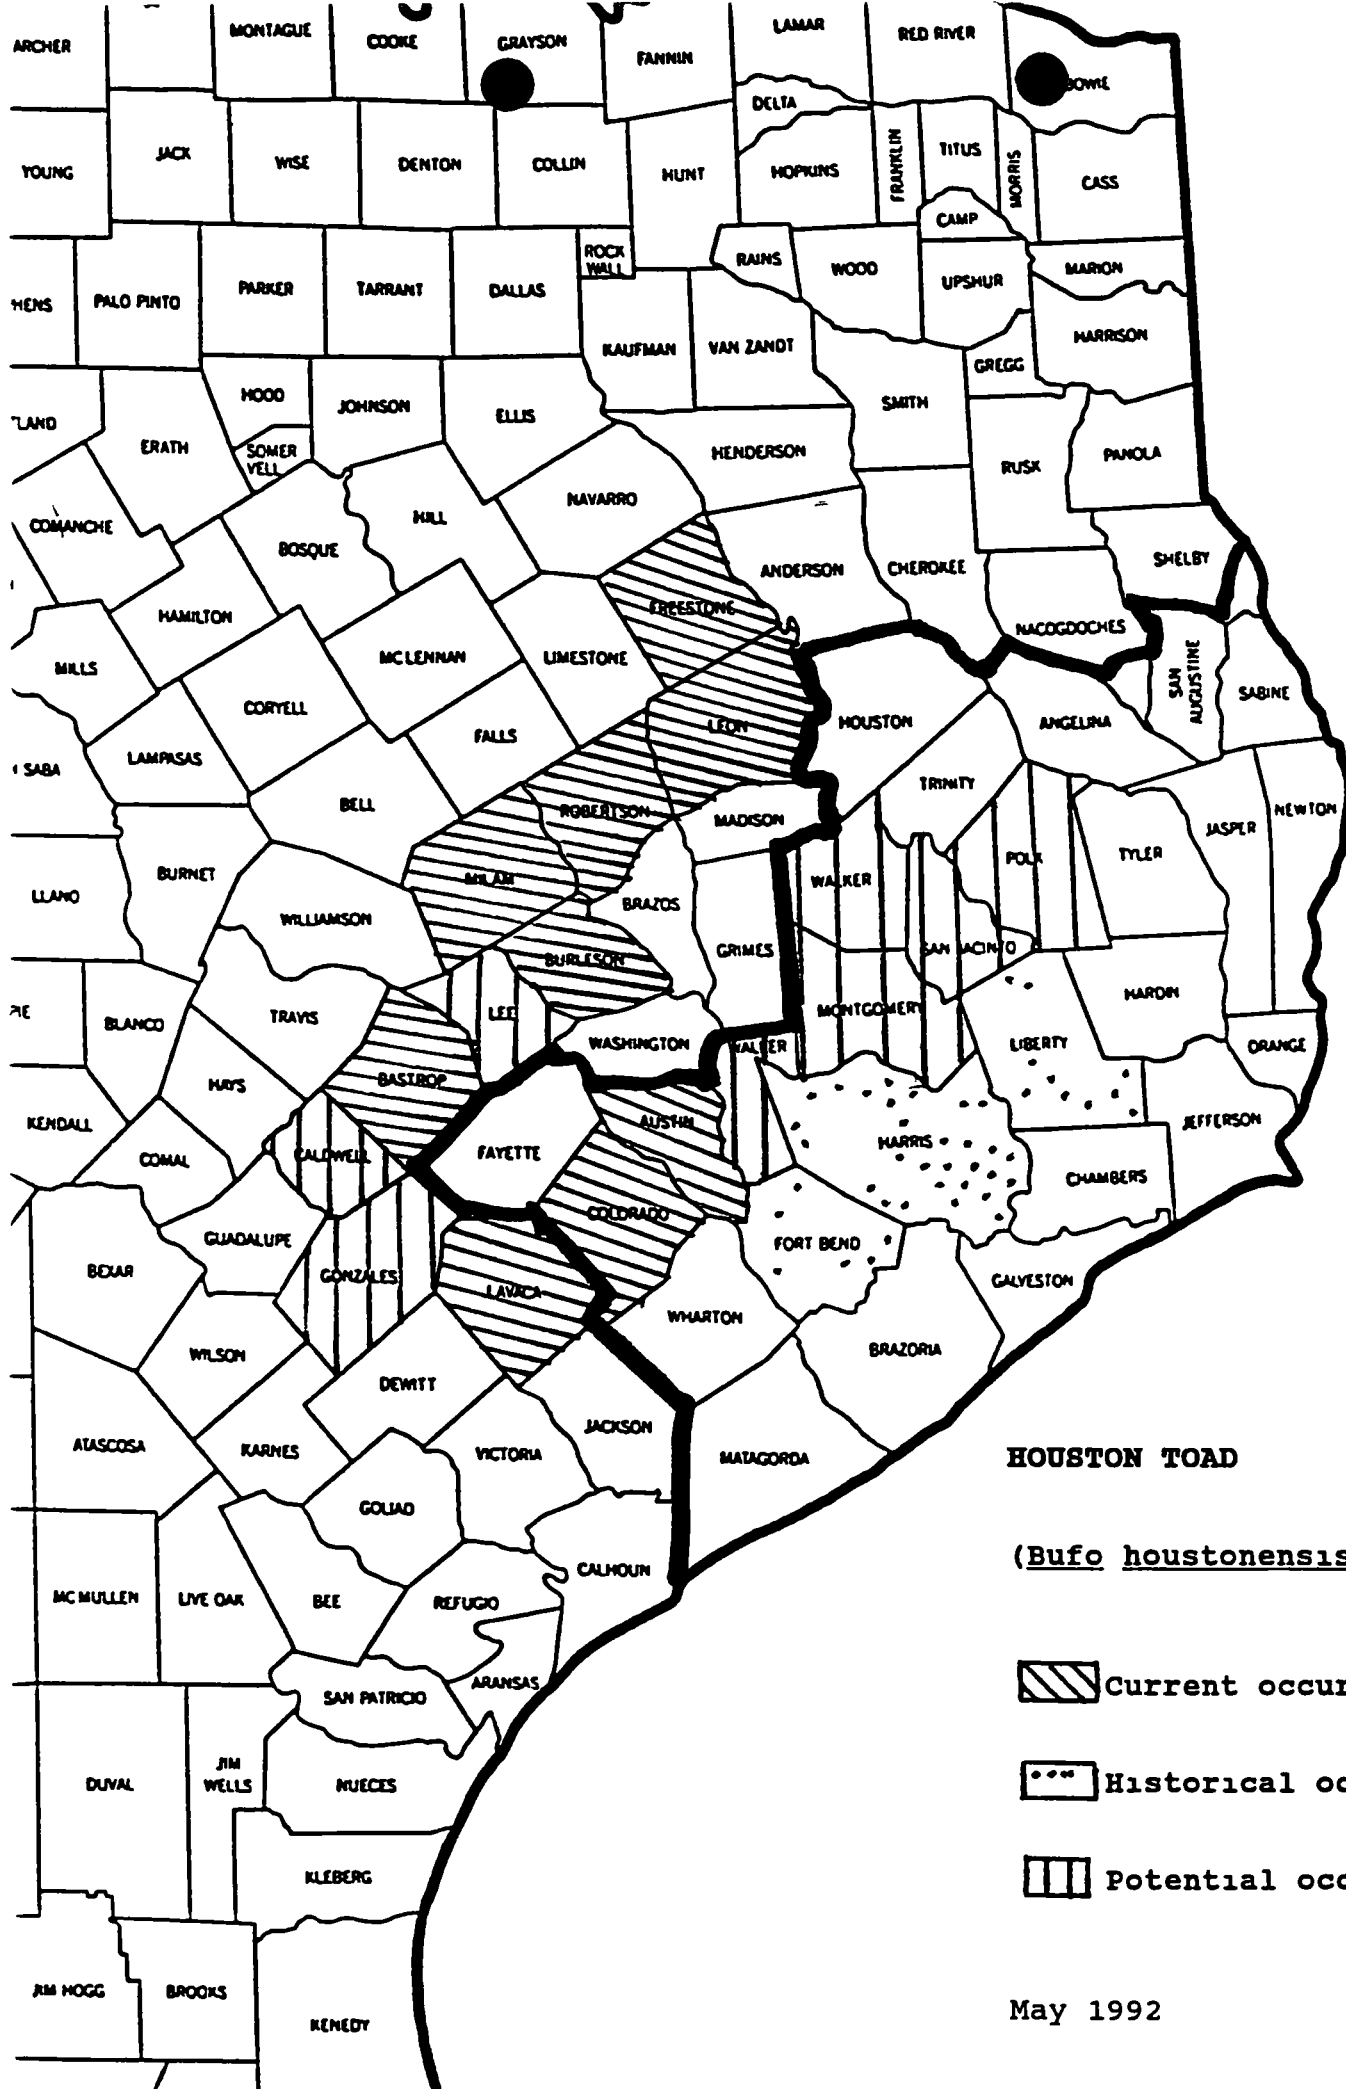 MONTAGUE
COOKE
GRAYSON
FANNIN
LAMAR
RED RIVER
ARCHER
BOWIE
DELTA
YOUNG
JACK
WISE
DENTON
COLLIN
HUNT
HOPKINS
FRANKLIN
TITUS
MORRIS
CASS
CAMP
HENS
PALO PINTO
PARKER
TARRANT
DALLAS
ROCK
WALL
RAINS
WOOD
UPSHUR
MARION
KAUFMAN
VAN ZANDT
HARRISON
GREGG
LAND
ERATH
HOOD
JOHNSON
ELLIS
SMITH
SOMER
VELL
HENDERSON
RUSK
PANOLA
COMANCHE
BOSQUE
HILL
NAVARRO
ANDERSON
CHEROKEE
SHELBY
HAMILTON
FREESTONE
NACOGDOCHES
MILLS
MCLENNAN
LIMESTONE
SAN
AUGUSTINE
SABINE
CORYELL
LEON
HOUSTON
ANGELINA
SABA
LAMPASAS
FALLS
TRINITY
BELL
ROBERTSON
MADISON
JASPER
NEWTON
LLANO
BURNET
MILAM
WALKER
POLK
TYLER
WILLIAMSON
BRAZOS
GRIMES
SAN JACINTO
BURLESON
BLANCO
TRAVIS
LEE
WASHINGTON
MONTGOMERY
HARDIN
WALLER
LIBERTY
ORANGE
HAYS
BASTROP
KENDALL
AUSTIN
JEFFERSON
COMAL
CALDWELL
FAYETTE
HARRIS
CHAMBERS
COLORADO
GUADALUPE
FORT BEND
BEXAR
GONZALES
LAVACA
GALVESTON
WHARTON
WILSON
BRAZORIA
DEWITT
ATASCOSA
KARNES
VICTORIA
JACKSON
MATAGORDA
HOUSTON TOAD
GOLIAD
(Bufo houstonensis
MC MULLEN
LIVE OAK
BEE
REFUGIO
CALHOUN
ARANSAS
SAN PATRICIO
Current occur
DUVAL
JIM
WELLS
NUECES
Historical oc
KLEBERG
Potential occ
JIM HOGG
BROOKS
KENEDY
May 1992